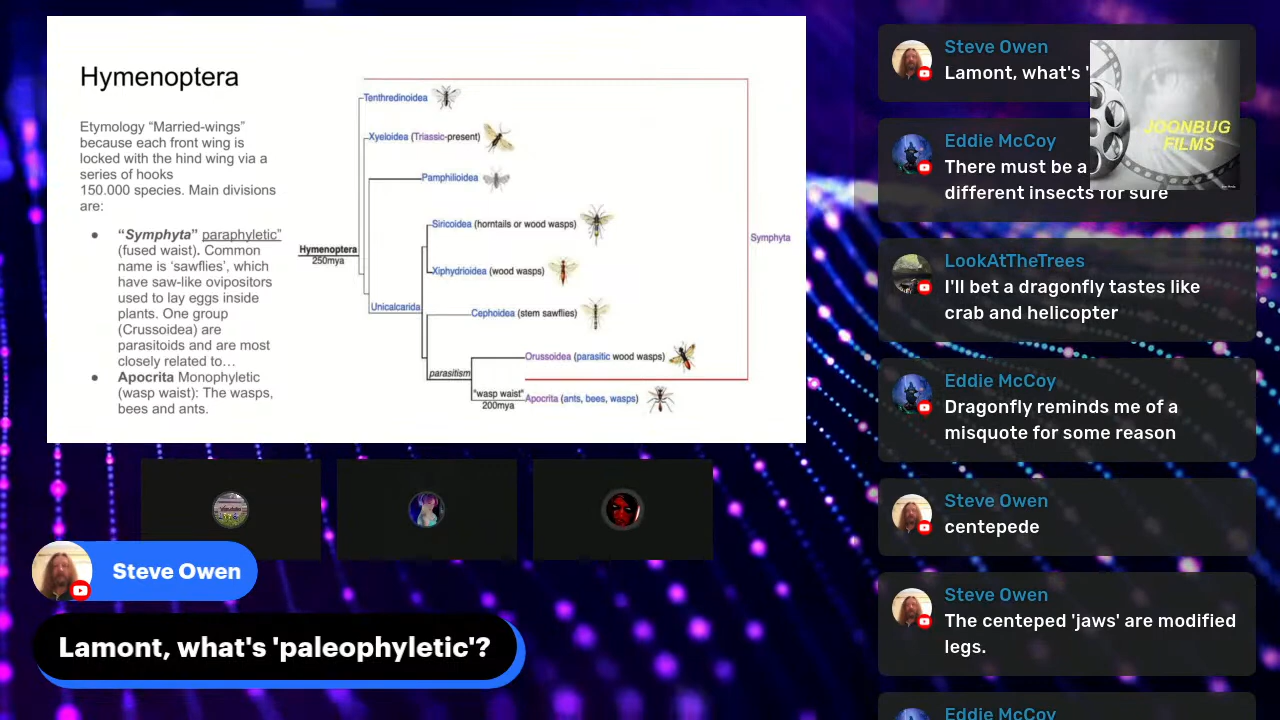 Hymenoptera
Etymology “Married-wings”
because each front wing is
locked with the hind wing via a
series of hooks
150.000 species. Main divisions
are:
● “Symphyta” paraphyletic”
(fused waist). Common
name is ‘sawflies’, which
have saw-like ovipositors
used to lay eggs inside
plants. One group
(Crussoidea) are
parasitoids and are most
closely related to…
● Apocrita Monophyletic
(wasp waist): The wasps,
bees and ants.
Tenthredinoidea
Xyeloidea (Triassic-present)
Pamphilioidea
Siricoidea (horntails or wood wasps)
Symphyta
Hymenoptera
250mya
Xiphydrioidea (wood wasps)
Unicalcarida
Cephoidea (stem sawflies)
Orussoidea (parasitic wood wasps)
parasitism
"wasp waist"
200mya
Apocrita (ants, bees, wasps)
Steve Owen
Lamont, what's 'paleophyletic'?
Steve Owen
Lamont, what's '
JOONBUG
FILMS
Eddie McCoy
There must be a
different insects for sure
LookAtTheTrees
I'll bet a dragonfly tastes like
crab and helicopter
Eddie McCoy
Dragonfly reminds me of a
misquote for some reason
Steve Owen
centepede
Steve Owen
The centeped 'jaws' are modified
legs.
Eddie McCoy